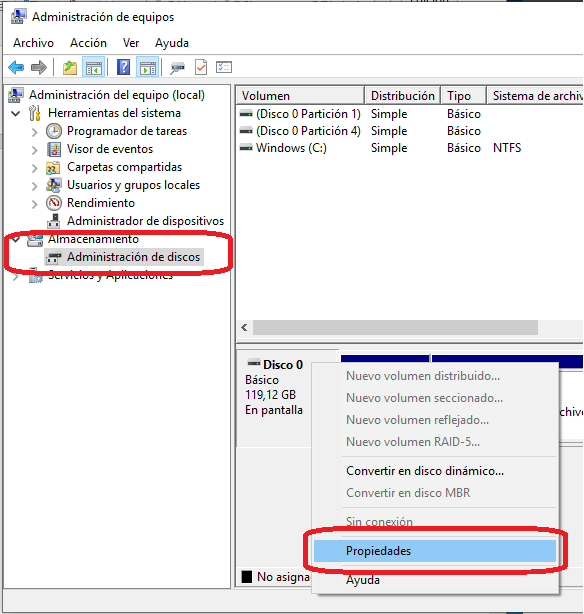 Administración de equipos
Archivo Acción Ver Ayuda
Administración del equipo (local)
Herramientas del sistema
Programador de tareas
Visor de eventos
Carpetas compartidas
Usuarios y grupos locales
Rendimiento
Administrador de dispositivos
Almacenamiento
Administración de discos
Servicios y Aplicaciones
Volumen Distribución Tipo Sistema de archiv
(Disco 0 Partición 1) Simple Básico
(Disco 0 Partición 4) Simple Básico
Windows (C:) Simple Básico NTFS
Disco 0
Básico
119,12 GB
En pantalla
chive
No asigna
Nuevo volumen distribuido...
Nuevo volumen seccionado...
Nuevo volumen reflejado...
Nuevo volumen RAID-5...
Convertir en disco dinámico...
Convertir en disco MBR
Sin conexión
Propiedades
Ayuda